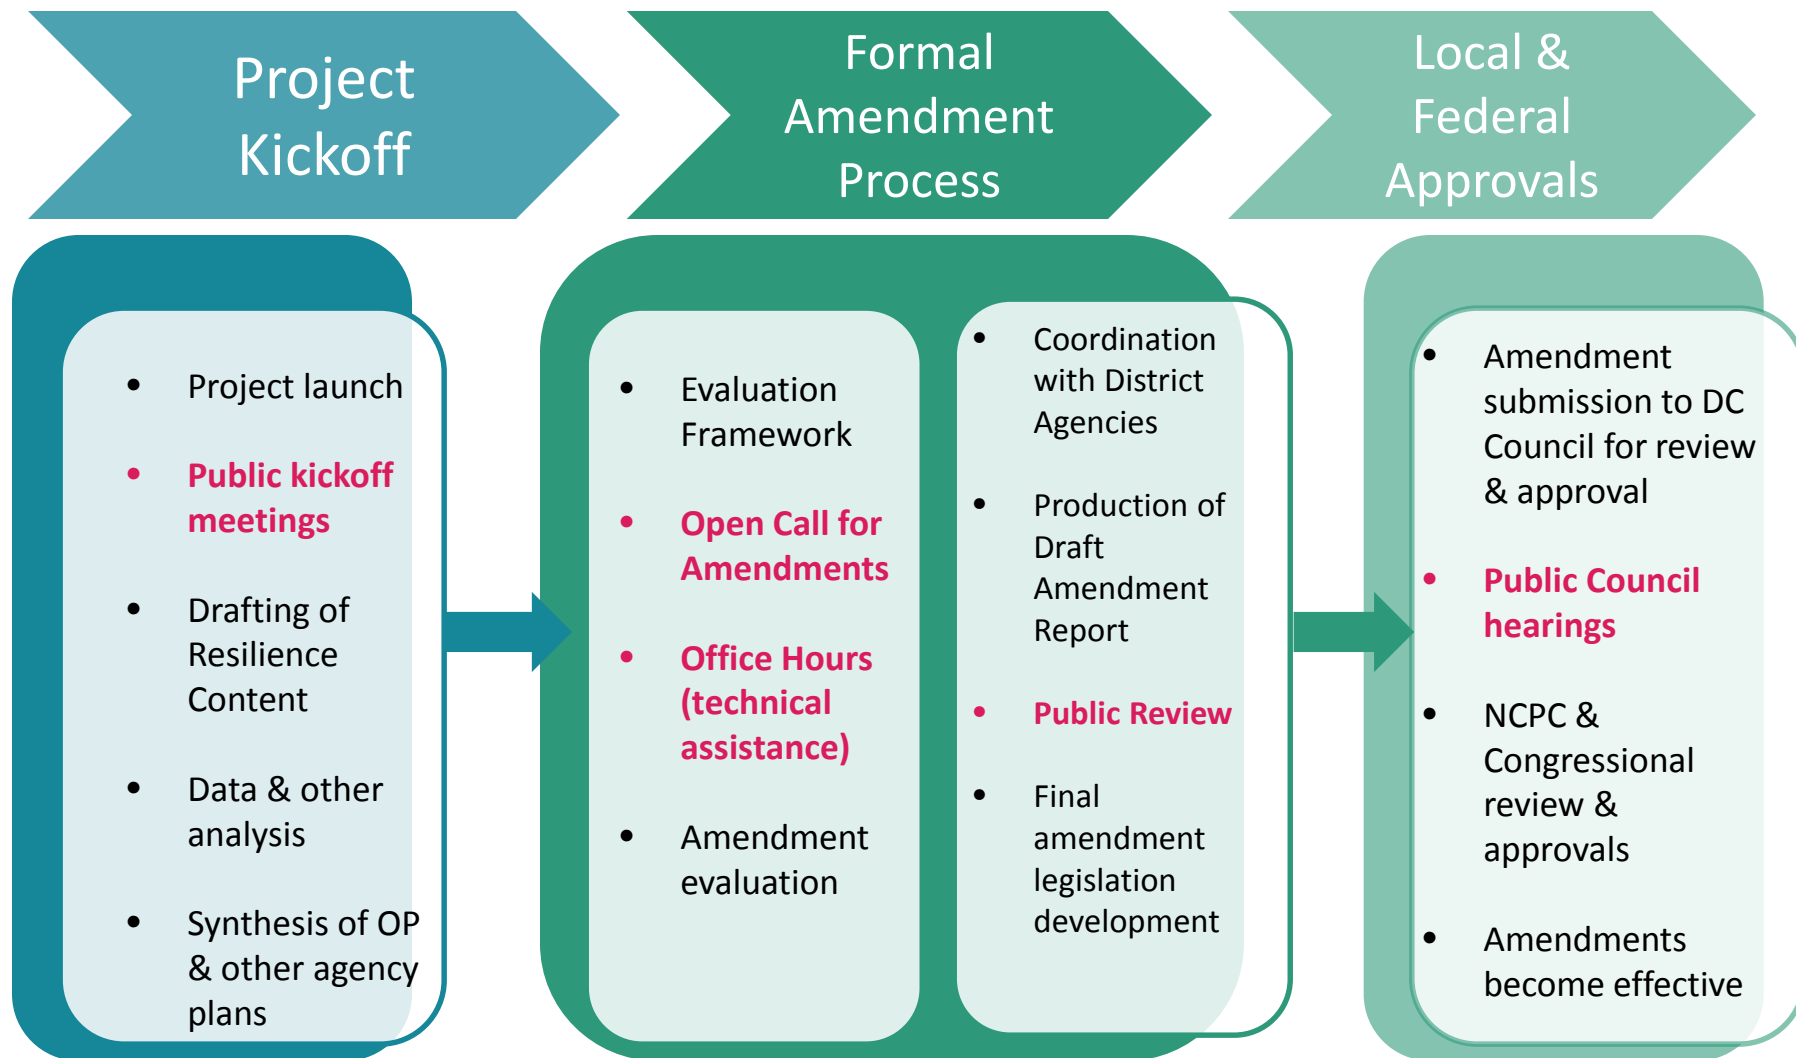 Project
Kickoff
Formal
Amendment
Process
Local &
Federal
Approvals
• Project launch
• Public kickoff
meetings
• Drafting of
Resilience
Content
• Data & other
analysis
• Synthesis of OP
& other agency
plans
• Evaluation
Framework
• Open Call for
Amendments
• Office Hours
(technical
assistance)
• Amendment
evaluation
• Coordination
with District
Agencies
• Production of
Draft
Amendment
Report
• Public Review
• Final
amendment
legislation
development
• Amendment
submission to DC
Council for review
& approval
• Public Council
hearings
• NCPC &
Congressional
review &
approvals
• Amendments
become effective